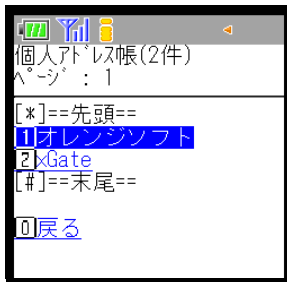 個人ｱﾄﾞﾚｽ帳(2件)
ﾍﾟｰｼﾞ : 1
[*]==先頭==
1オレンジソフト
2xGate
[#]==末尾==
0戻る